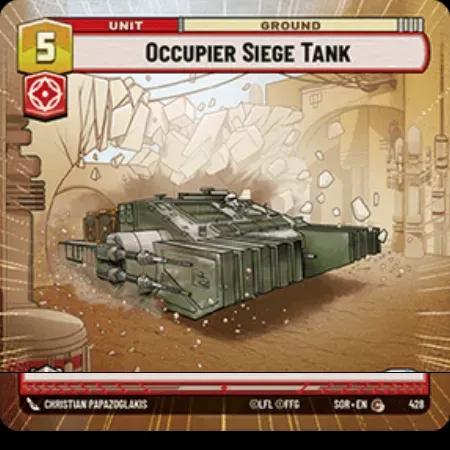 UNIT
GROUND
5
OCCUPIER SIEGE TANK
CHRISTIAN PAPAZOGLAKIS
©LFL ©FFG
SOR • EN
C
428